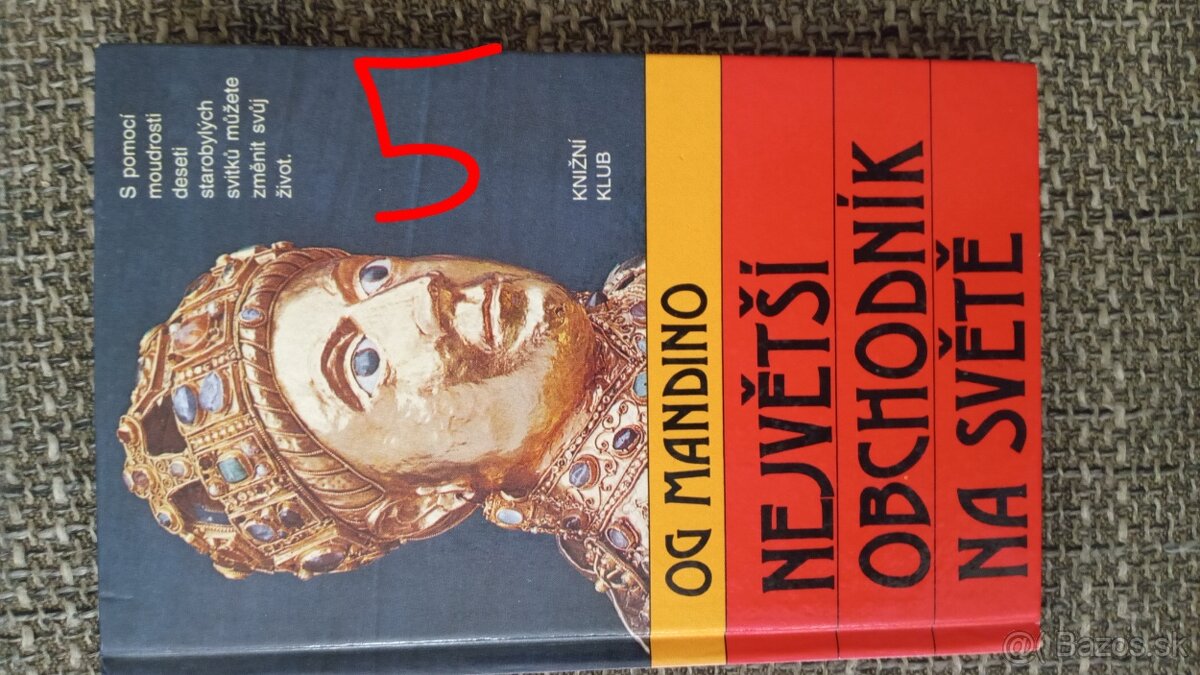 S pomocí
moudrosti
deseti
starobylých
svitků můžete
změnit svůj
život.
5
KNIŽNÍ
KLUB
OG MANDINO
NEJVĚTŠÍ
OBCHODNÍK
NA SVĚTĚ
@ Bazos.sk